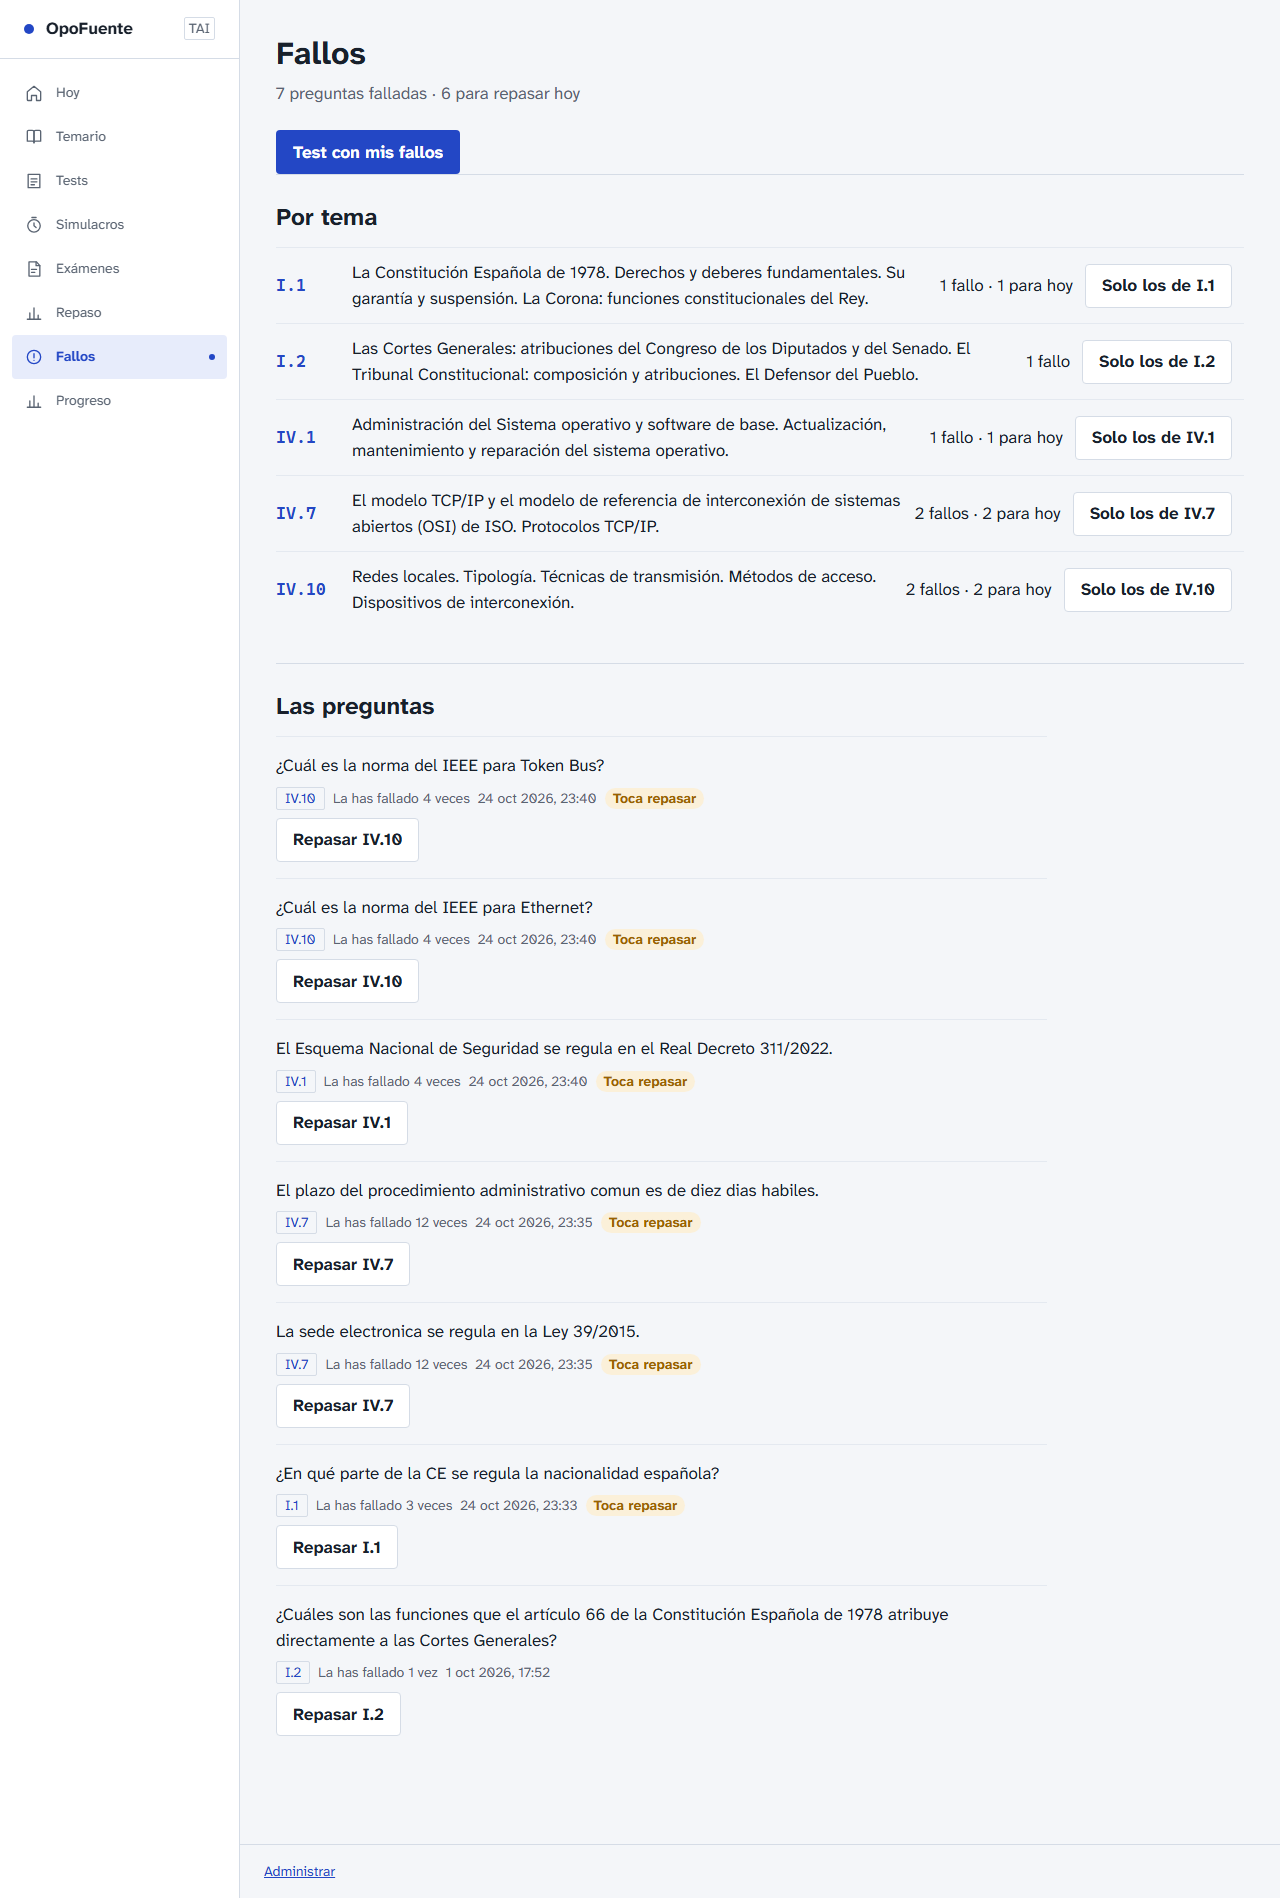 OpoFuente TAI
Hoy
Temario
Tests
Simulacros
Exámenes
Repaso
Fallos
Progreso
Fallos
7 preguntas falladas · 6 para repasar hoy
Test con mis fallos
Por tema
I.1
La Constitución Española de 1978. Derechos y deberes fundamentales. Su
garantía y suspensión. La Corona: funciones constitucionales del Rey.
1 fallo · 1 para hoy
Solo los de I.1
I.2
Las Cortes Generales: atribuciones del Congreso de los Diputados y del Senado. El
Tribunal Constitucional: composición y atribuciones. El Defensor del Pueblo.
1 fallo
Solo los de I.2
IV.1
Administración del Sistema operativo y software de base. Actualización,
mantenimiento y reparación del sistema operativo.
1 fallo · 1 para hoy
Solo los de IV.1
IV.7
El modelo TCP/IP y el modelo de referencia de interconexión de sistemas
abiertos (OSI) de ISO. Protocolos TCP/IP.
2 fallos · 2 para hoy
Solo los de IV.7
IV.10
Redes locales. Tipología. Técnicas de transmisión. Métodos de acceso.
Dispositivos de interconexión.
2 fallos · 2 para hoy
Solo los de IV.10
Las preguntas
¿Cuál es la norma del IEEE para Token Bus?
IV.10 La has fallado 4 veces 24 oct 2026, 23:40 Toca repasar
Repasar IV.10
¿Cuál es la norma del IEEE para Ethernet?
IV.10 La has fallado 4 veces 24 oct 2026, 23:40 Toca repasar
Repasar IV.10
El Esquema Nacional de Seguridad se regula en el Real Decreto 311/2022.
IV.1 La has fallado 4 veces 24 oct 2026, 23:40 Toca repasar
Repasar IV.1
El plazo del procedimiento administrativo comun es de diez dias habiles.
IV.7 La has fallado 12 veces 24 oct 2026, 23:35 Toca repasar
Repasar IV.7
La sede electronica se regula en la Ley 39/2015.
IV.7 La has fallado 12 veces 24 oct 2026, 23:35 Toca repasar
Repasar IV.7
¿En qué parte de la CE se regula la nacionalidad española?
I.1 La has fallado 3 veces 24 oct 2026, 23:33 Toca repasar
Repasar I.1
¿Cuáles son las funciones que el artículo 66 de la Constitución Española de 1978 atribuye
directamente a las Cortes Generales?
I.2 La has fallado 1 vez 1 oct 2026, 17:52
Repasar I.2
Administrar